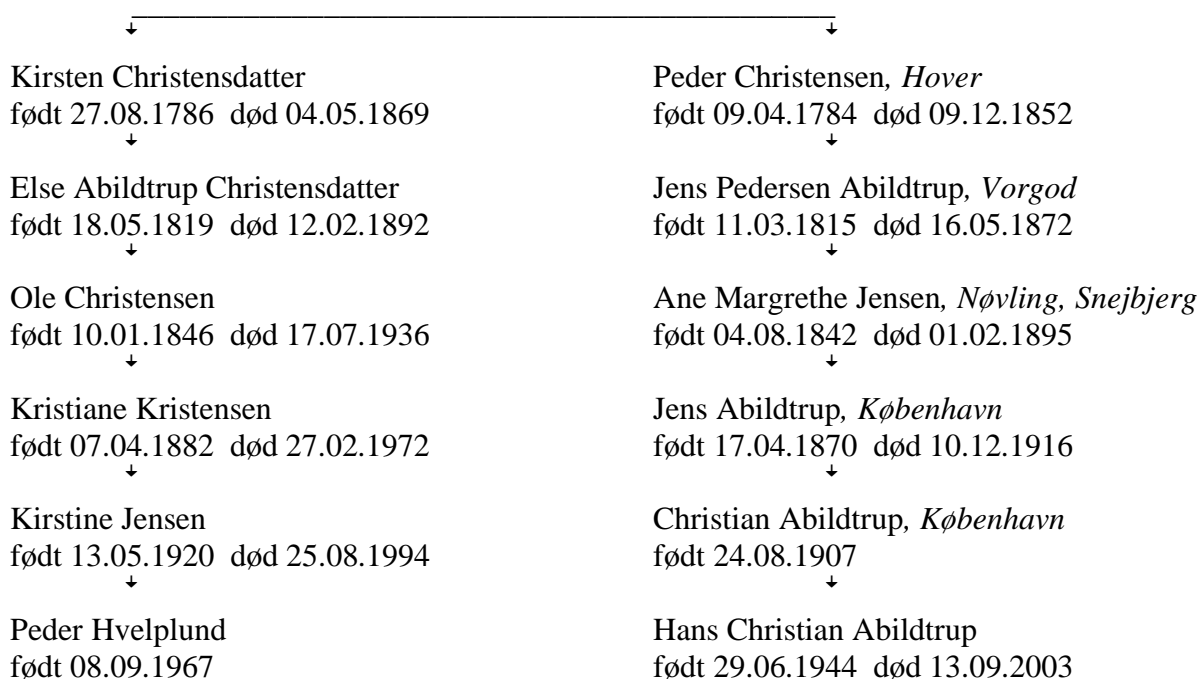 Kirsten Christensdatter
født 27.08.1786 død 04.05.1869
Else Abildtrup Christensdatter
født 18.05.1819 død 12.02.1892
Ole Christensen
født 10.01.1846 død 17.07.1936
Kristiane Kristensen
født 07.04.1882 død 27.02.1972
Kirstine Jensen
født 13.05.1920 død 25.08.1994
Peder Hvelplund
født 08.09.1967
Peder Christensen, Hover
født 09.04.1784 død 09.12.1852
Jens Pedersen Abildtrup, Vorgod
født 11.03.1815 død 16.05.1872
Ane Margrethe Jensen, Nøvling, Snejbjerg
født 04.08.1842 død 01.02.1895
Jens Abildtrup, København
født 17.04.1870 død 10.12.1916
Christian Abildtrup, København
født 24.08.1907
Hans Christian Abildtrup
født 29.06.1944 død 13.09.2003